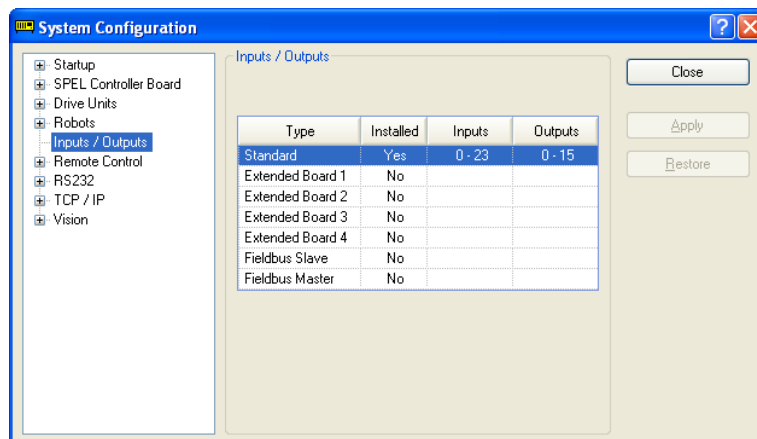 System Configuration
Startup
SPEL Controller Board
Drive Units
Robots
Inputs / Outputs
Remote Control
RS232
TCP / IP
Vision
Inputs / Outputs
Type Installed Inputs Outputs
Standard Yes 0 - 23 0 - 15
Extended Board 1 No
Extended Board 2 No
Extended Board 3 No
Extended Board 4 No
Fieldbus Slave No
Fieldbus Master No
Close
Apply
Restore